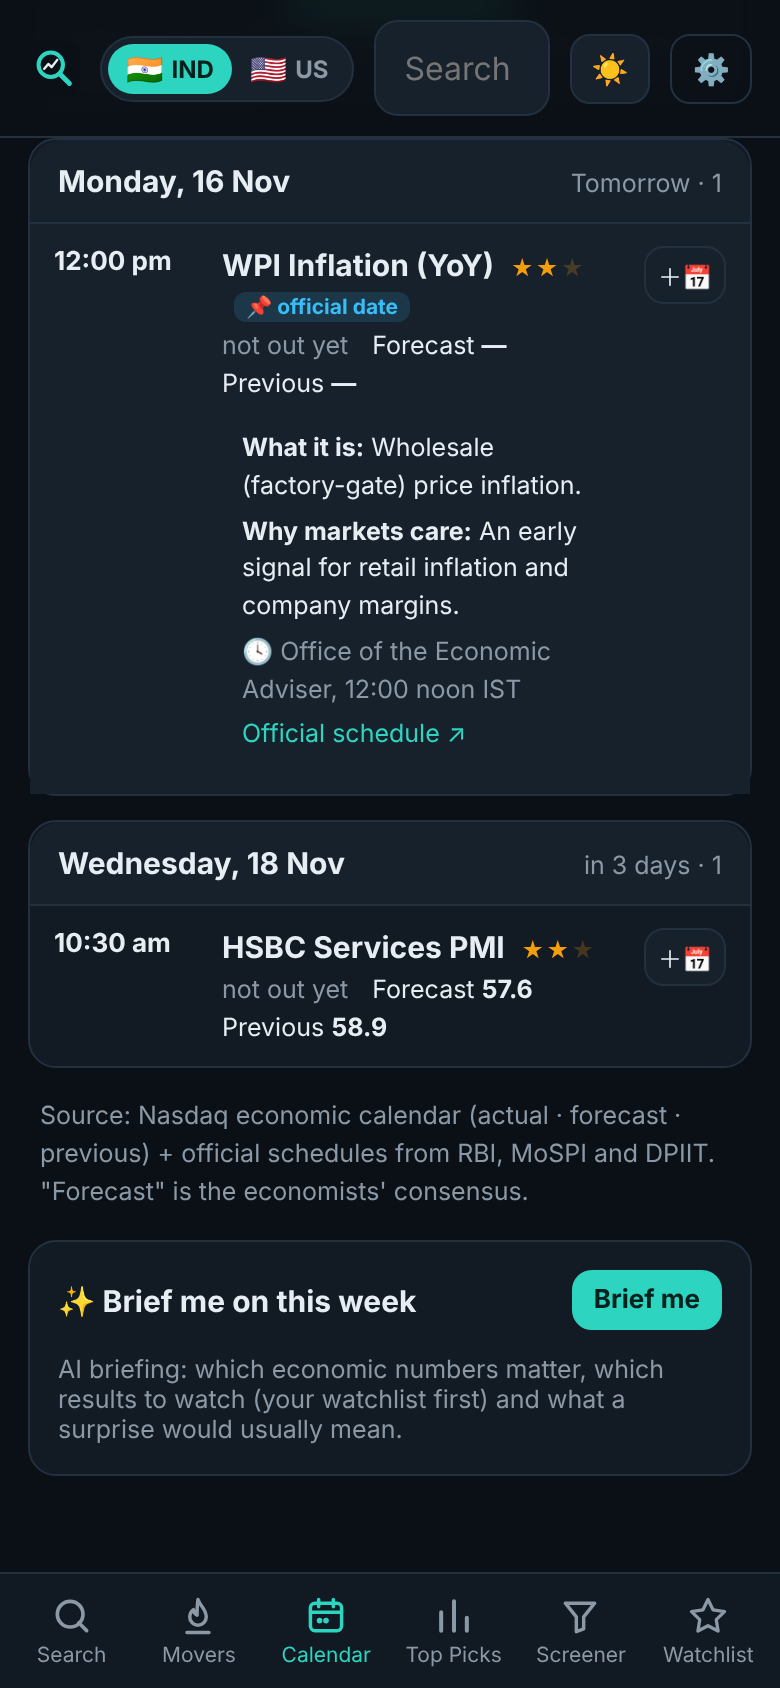 IND
US
Search
Monday, 16 Nov
Tomorrow · 1
12:00 pm
WPI Inflation (YoY) ★★★
+📅
📌 official date
not out yet Forecast —
Previous —
What it is: Wholesale
(factory-gate) price inflation.
Why markets care: An early
signal for retail inflation and
company margins.
🕓 Office of the Economic
Adviser, 12:00 noon IST
Official schedule ↗
Wednesday, 18 Nov
in 3 days · 1
10:30 am
HSBC Services PMI ★★★
+📅
not out yet Forecast 57.6
Previous 58.9
Source: Nasdaq economic calendar (actual · forecast ·
previous) + official schedules from RBI, MoSPI and DPIIT.
"Forecast" is the economists' consensus.
✨ Brief me on this week
Brief me
AI briefing: which economic numbers matter, which
results to watch (your watchlist first) and what a
surprise would usually mean.
Search
Movers
Calendar
Top Picks
Screener
Watchlist